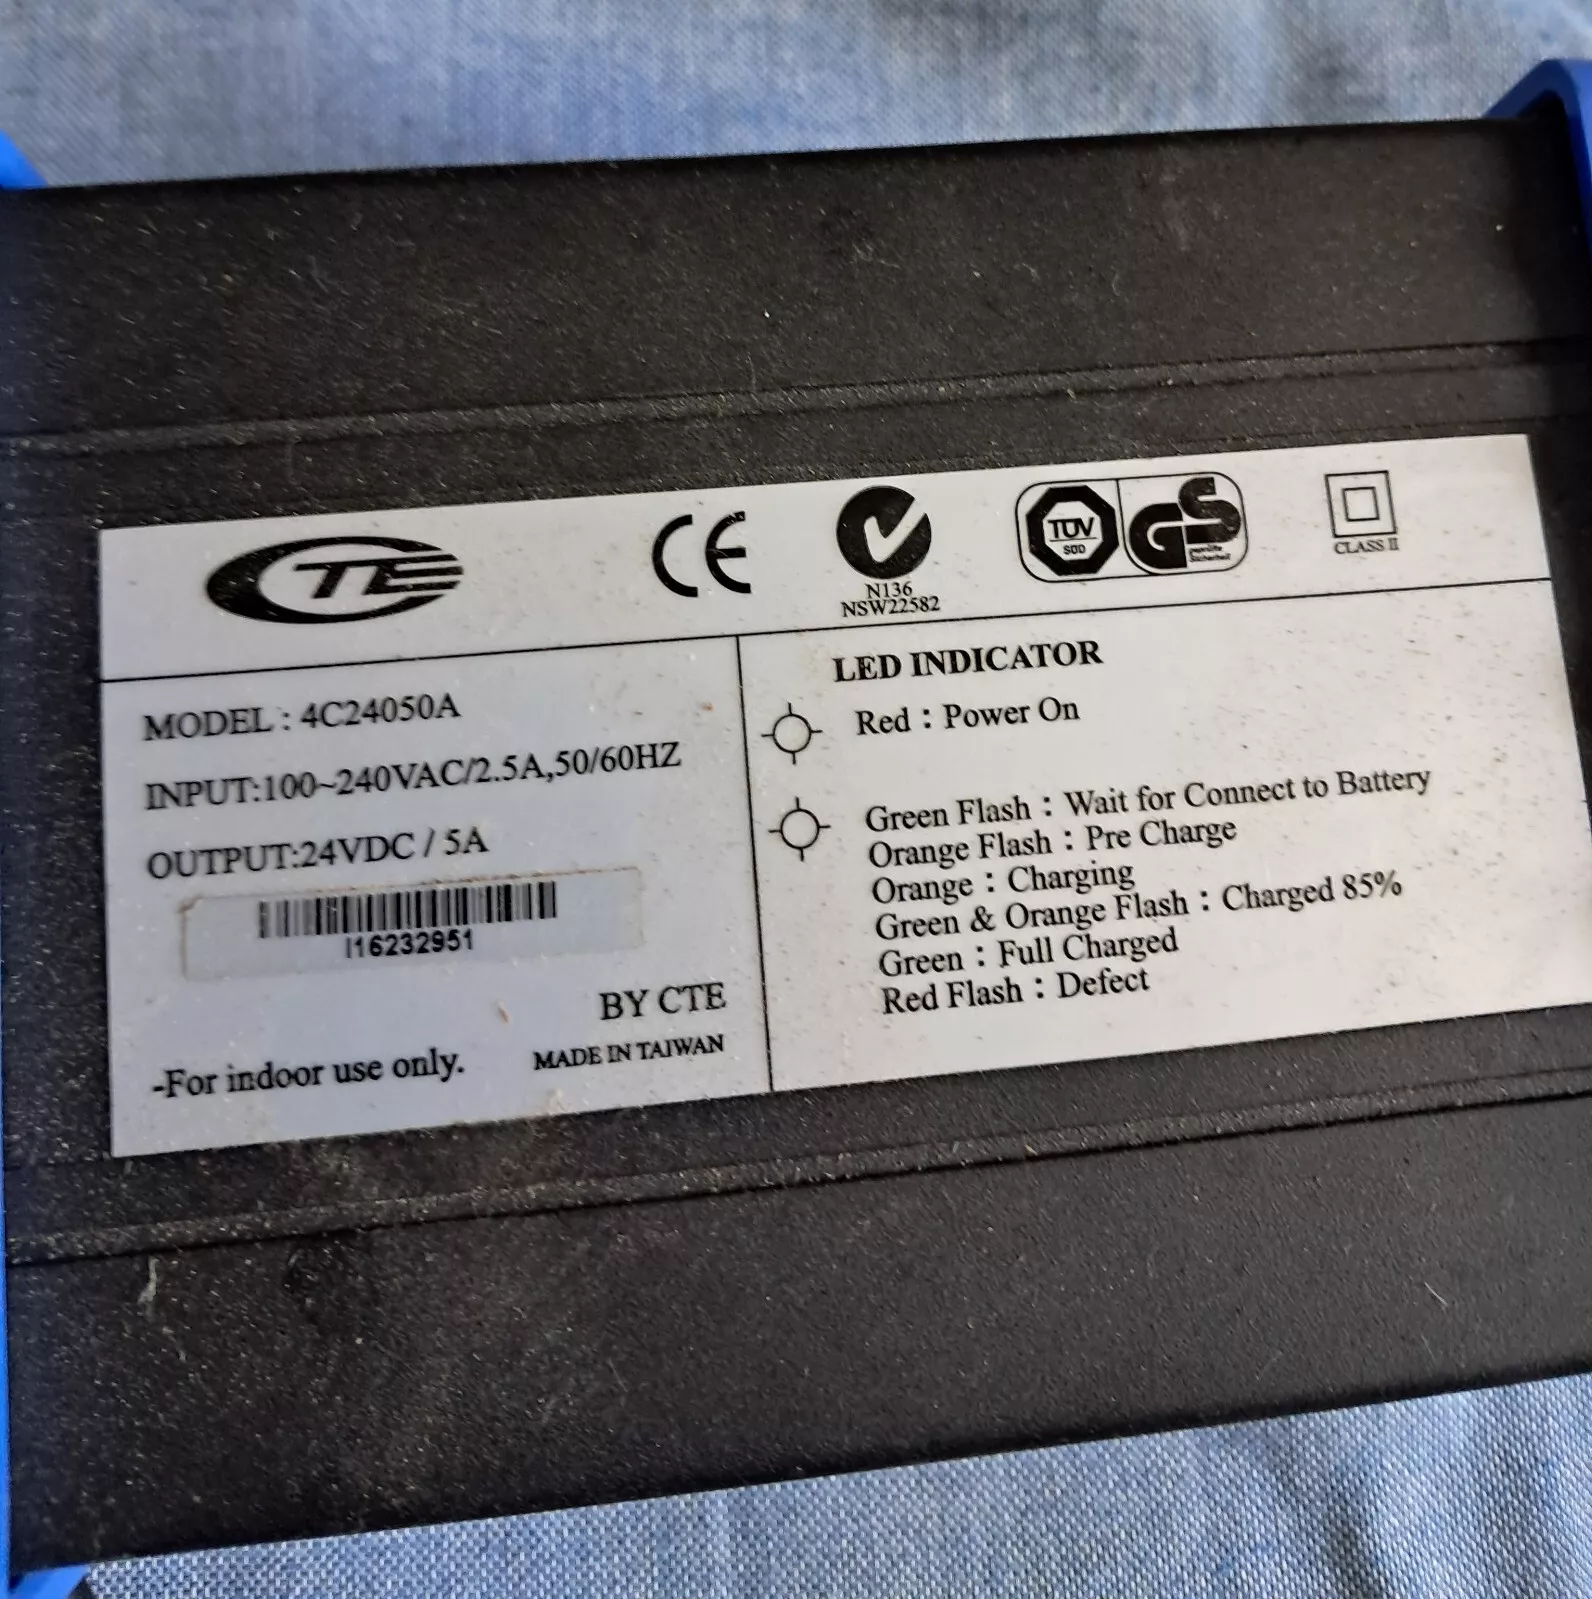 CTE
CE
N136
NSW22582
TÜV
SÜD
GS
geprüfte
Sicherheit
CLASS II
MODEL : 4C24050A
INPUT:100~240VAC/2.5A,50/60HZ
OUTPUT:24VDC / 5A
I16232951
BY CTE
-For indoor use only.
MADE IN TAIWAN
LED INDICATOR
Red : Power On
Green Flash : Wait for Connect to Battery
Orange Flash : Pre Charge
Orange : Charging
Green & Orange Flash : Charged 85%
Green : Full Charged
Red Flash : Defect